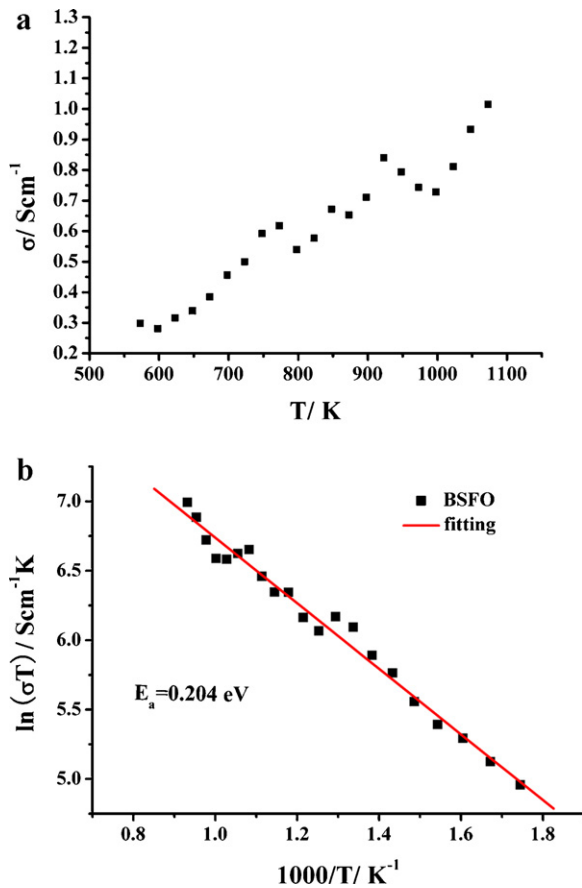 a
1.3
1.2
1.1
1.0
0.9
0.8
0.7
0.6
0.5
0.4
0.3
0.2
σ/ Scm⁻¹
500 600 700 800 900 1000 1100
T/ K
b
7.0
6.5
6.0
5.5
5.0
ln (σT) / Scm⁻¹K
BSFO
fitting
Eₐ=0.204 eV
0.8 1.0 1.2 1.4 1.6 1.8
1000/T/ K⁻¹